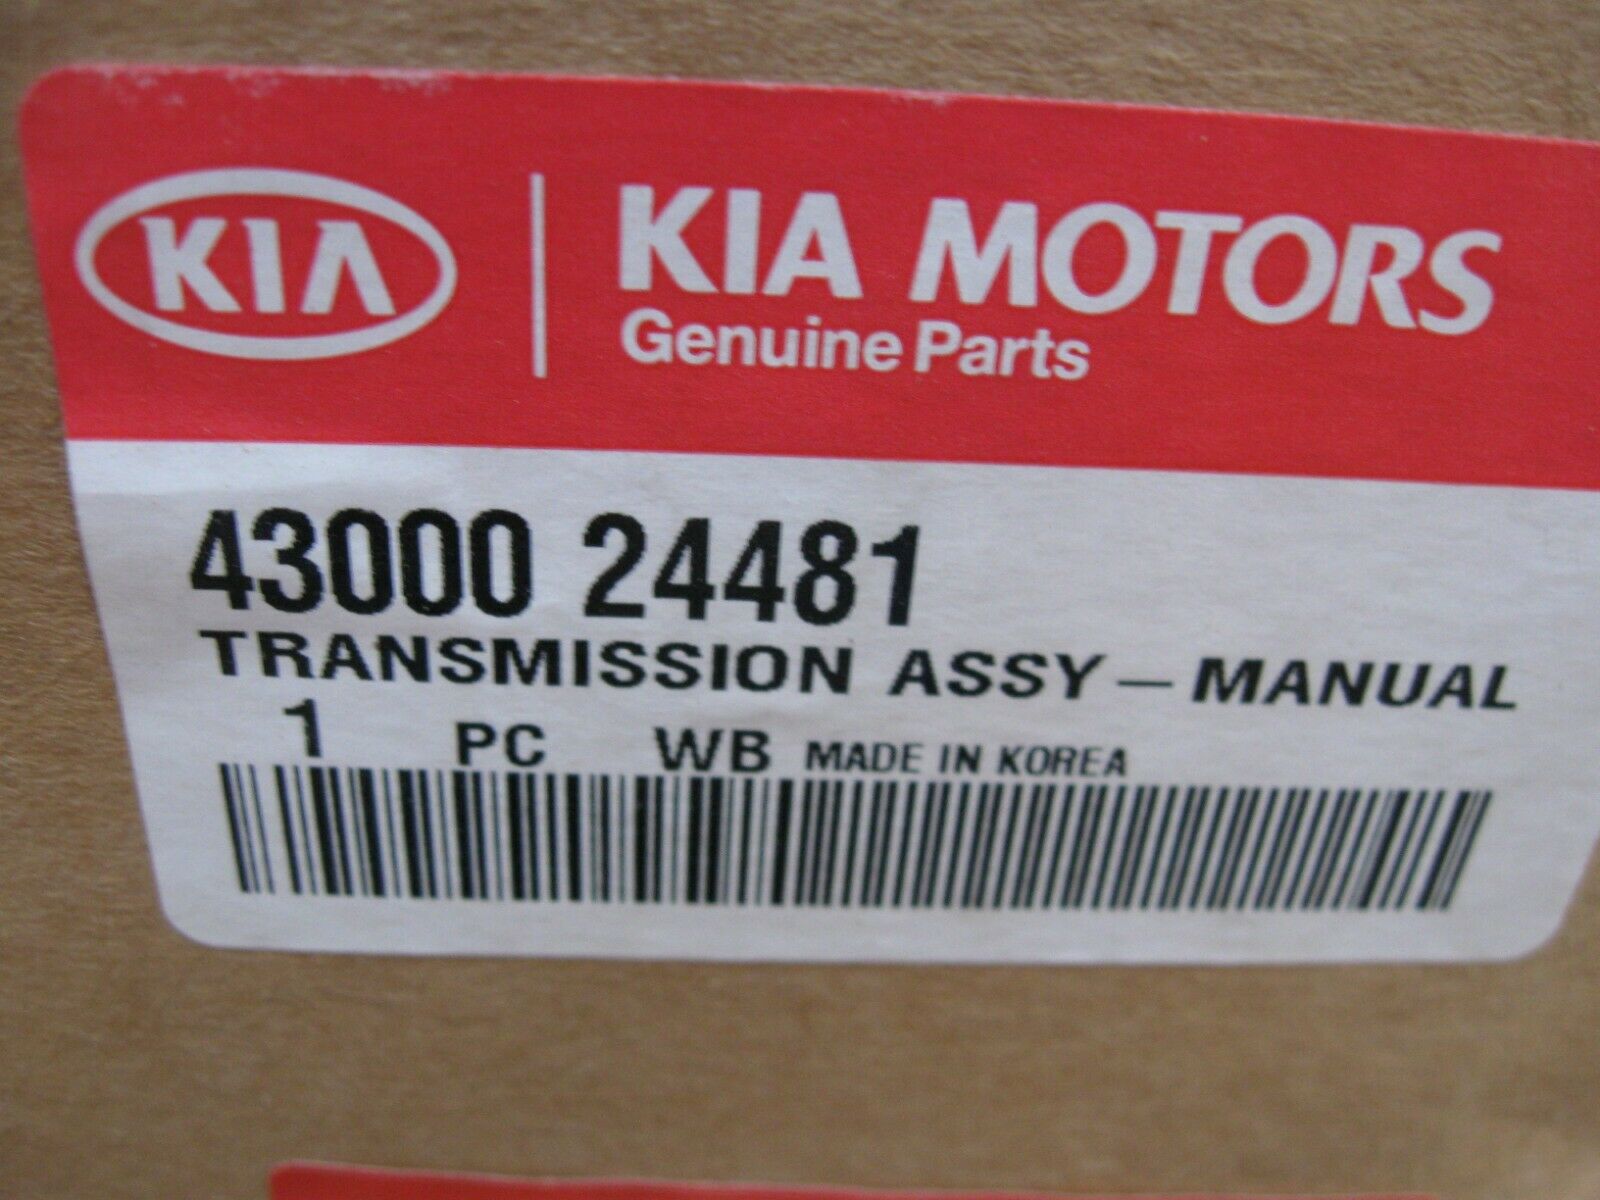 KIA
KIA MOTORS
Genuine Parts
43000 24481
TRANSMISSION ASSY - MANUAL
1 PC WB MADE IN KOREA